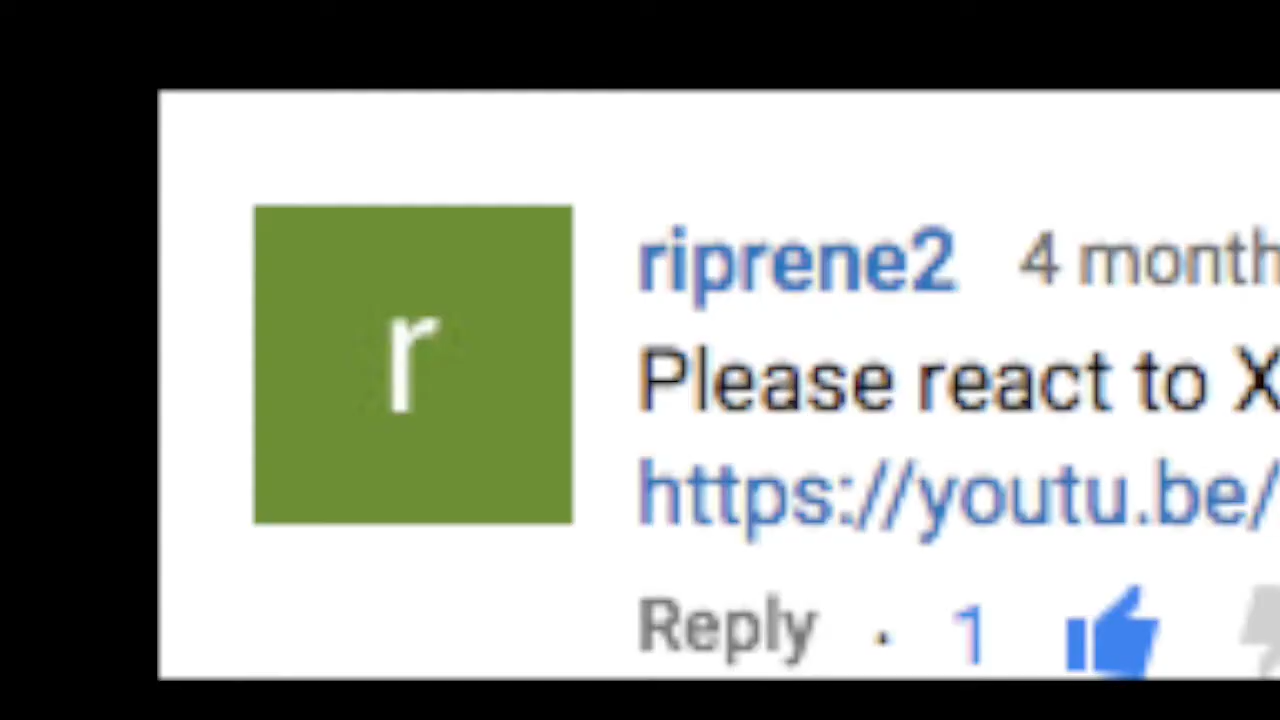 r
riprene2 4 month
Please react to X
https://youtu.be/
Reply · 1